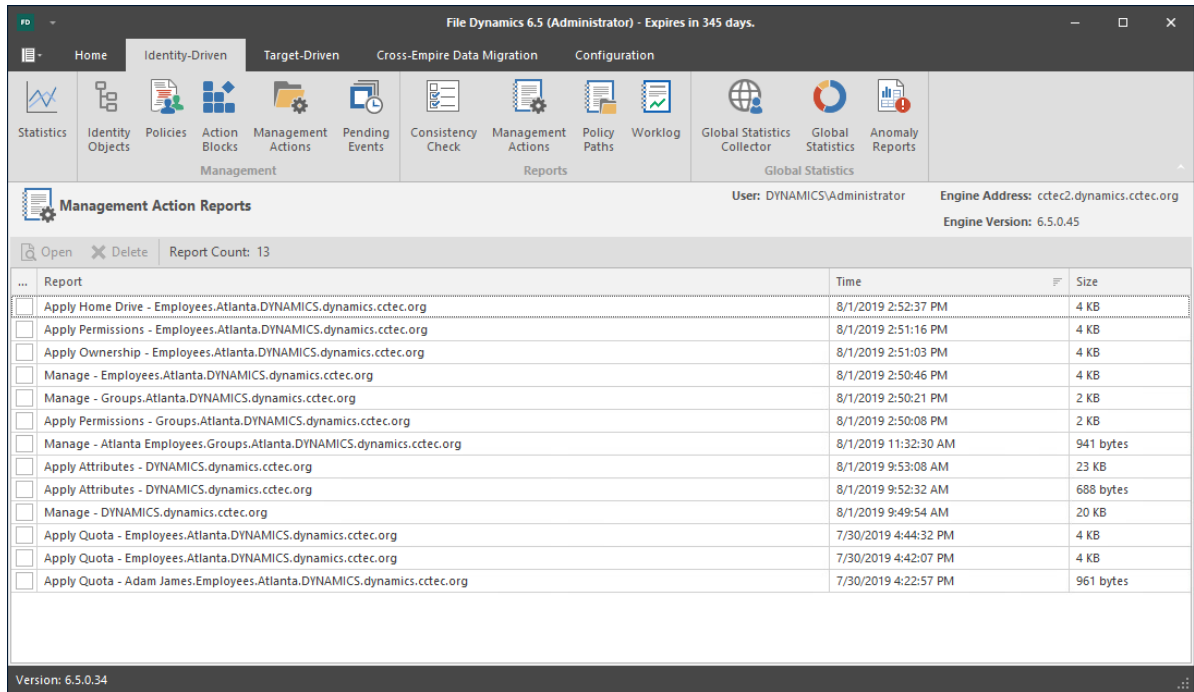 FD File Dynamics 6.5 (Administrator) - Expires in 345 days.
Home Identity-Driven Target-Driven Cross-Empire Data Migration Configuration
Statistics Identity Objects Policies Action Blocks Management Actions Pending Events Consistency Check Management Actions Policy Paths Worklog Global Statistics Collector Global Statistics Anomaly Reports
Management Reports Global Statistics
Management Action Reports User: DYNAMICS\Administrator Engine Address: cctec2.dynamics.cctec.org
Engine Version: 6.5.0.45
Open Delete Report Count: 13
... Report Time Size
Apply Home Drive - Employees.Atlanta.DYNAMICS.dynamics.cctec.org 8/1/2019 2:52:37 PM 4 KB
Apply Permissions - Employees.Atlanta.DYNAMICS.dynamics.cctec.org 8/1/2019 2:51:16 PM 4 KB
Apply Ownership - Employees.Atlanta.DYNAMICS.dynamics.cctec.org 8/1/2019 2:51:03 PM 4 KB
Manage - Employees.Atlanta.DYNAMICS.dynamics.cctec.org 8/1/2019 2:50:46 PM 4 KB
Manage - Groups.Atlanta.DYNAMICS.dynamics.cctec.org 8/1/2019 2:50:21 PM 2 KB
Apply Permissions - Groups.Atlanta.DYNAMICS.dynamics.cctec.org 8/1/2019 2:50:08 PM 2 KB
Manage - Atlanta Employees.Groups.Atlanta.DYNAMICS.dynamics.cctec.org 8/1/2019 11:32:30 AM 941 bytes
Apply Attributes - DYNAMICS.dynamics.cctec.org 8/1/2019 9:53:08 AM 23 KB
Apply Attributes - DYNAMICS.dynamics.cctec.org 8/1/2019 9:52:32 AM 688 bytes
Manage - DYNAMICS.dynamics.cctec.org 8/1/2019 9:49:54 AM 20 KB
Apply Quota - Employees.Atlanta.DYNAMICS.dynamics.cctec.org 7/30/2019 4:44:32 PM 4 KB
Apply Quota - Employees.Atlanta.DYNAMICS.dynamics.cctec.org 7/30/2019 4:42:07 PM 4 KB
Apply Quota - Adam James.Employees.Atlanta.DYNAMICS.dynamics.cctec.org 7/30/2019 4:22:57 PM 961 bytes
Version: 6.5.0.34